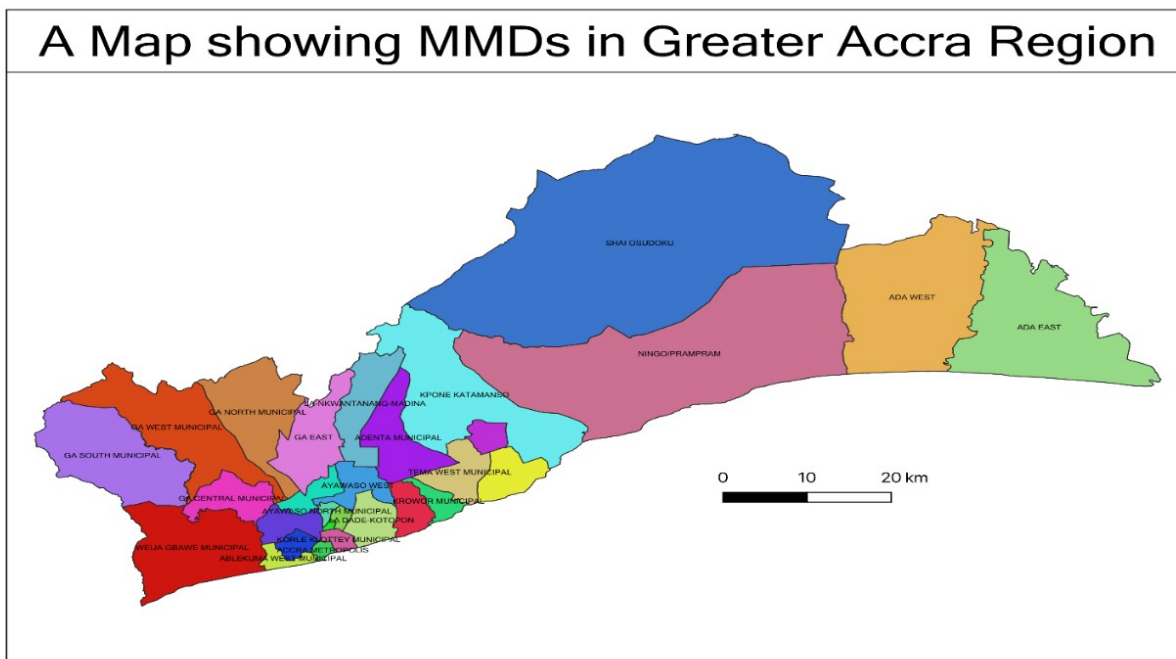 A Map showing MMDs in Greater Accra Region
SHAI OSUDOKU
ADA WEST
ADA EAST
NINGO/PRAMPRAM
KPONE KATAMANSO
LA NKWANTANANG-MADINA
GA NORTH MUNICIPAL
GA WEST MUNICIPAL
GA EAST
ADENTA MUNICIPAL
GA SOUTH MUNICIPAL
TEMA WEST MUNICIPAL
AYAWASO WEST
GA CENTRAL MUNICIPAL
KROWOR MUNICIPAL
AYAWASO NORTH MUNICIPAL
LA DADE-KOTOPON
KORLE KLOTTEY MUNICIPAL
WEIJA GBAWE MUNICIPAL
ACCRA METROPOLIS
ABLEKUMA WEST MUNICIPAL
0 10 20 km